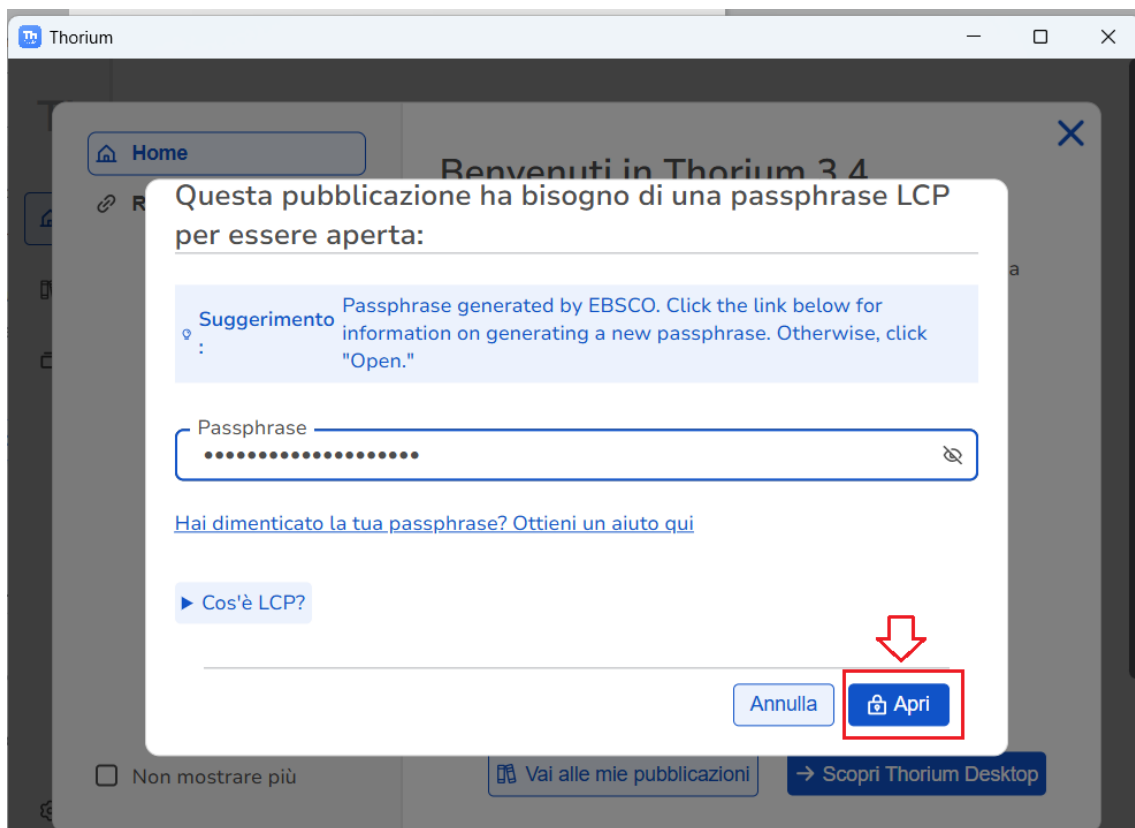 Thorium
Home
Benvenuti in Thorium 3.4
Questa pubblicazione ha bisogno di una passphrase LCP
per essere aperta:
Suggerimento
:
Passphrase generated by EBSCO. Click the link below for
information on generating a new passphrase. Otherwise, click
"Open."
Passphrase
••••••••••••••••••••
Hai dimenticato la tua passphrase? Ottieni un aiuto qui
Cos'è LCP?
Annulla
Apri
Non mostrare più
Vai alle mie pubblicazioni
→ Scopri Thorium Desktop